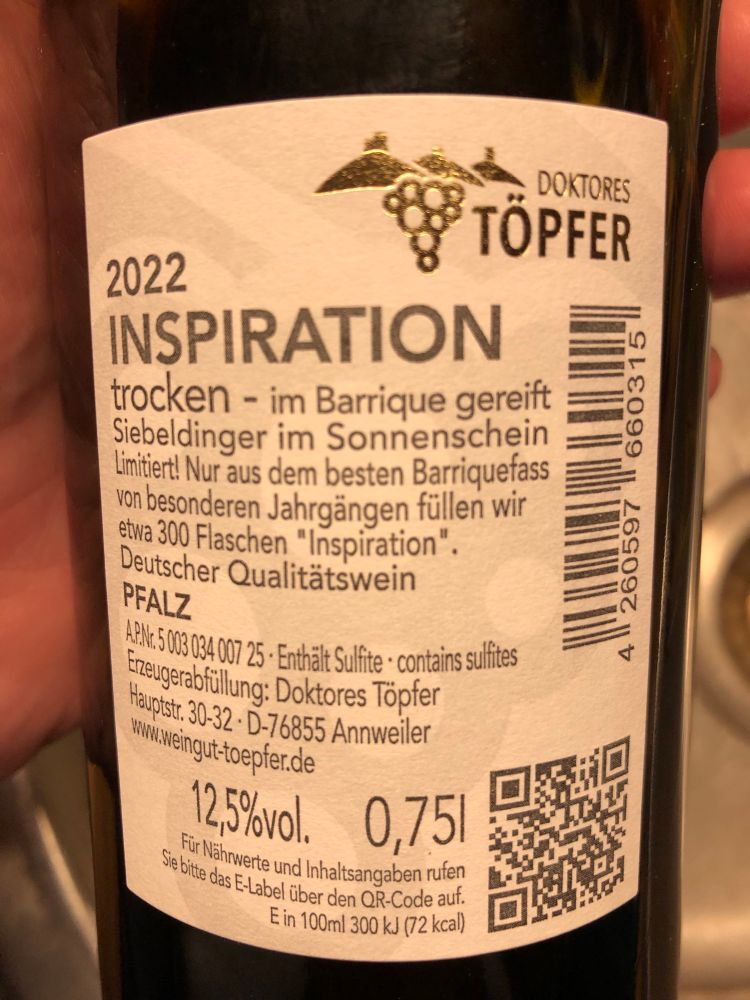 DOKTORES
TÖPFER
2022
INSPIRATION
trocken - im Barrique gereift
Siebeldinger im Sonnenschein
Limitiert! Nur aus dem besten Barriquefass
von besonderen Jahrgängen füllen wir
etwa 300 Flaschen "Inspiration".
Deutscher Qualitätswein
PFALZ
A.P.Nr. 5 003 034 007 25 · Enthält Sulfite · contains sulfites
Erzeugerabfüllung: Doktores Töpfer
Hauptstr. 30-32 · D-76855 Annweiler
www.weingut-toepfer.de
12,5%vol. 0,75l
Für Nährwerte und Inhaltsangaben rufen
Sie bitte das E-Label über den QR-Code auf.
E in 100ml 300 kJ (72 kcal)
4 260597 660315